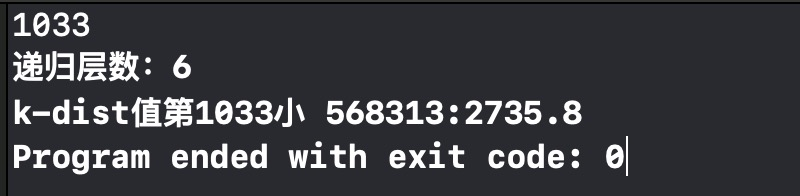 1033
递归层数：6
k-dist值第1033小 568313:2735.8
Program ended with exit code: 0